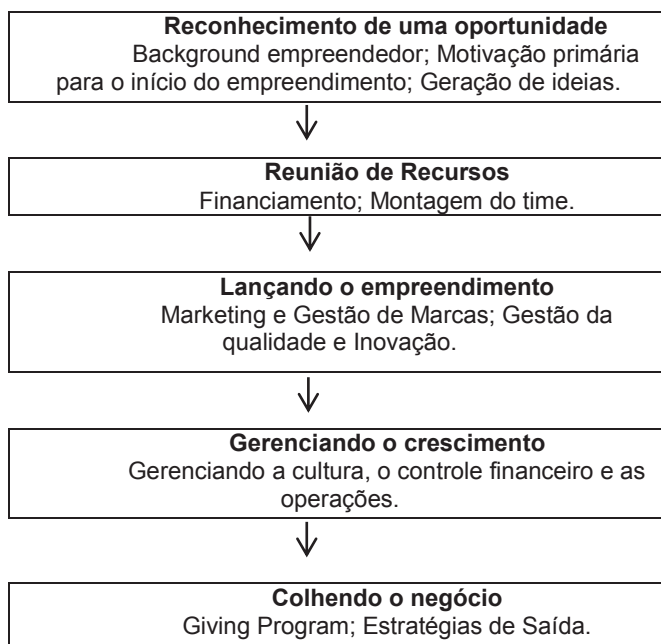 Reconhecimento de uma oportunidade
Background empreendedor; Motivação primária
para o início do empreendimento; Geração de ideias.
Reunião de Recursos
Financiamento; Montagem do time.
Lançando o empreendimento
Marketing e Gestão de Marcas; Gestão da
qualidade e Inovação.
Gerenciando o crescimento
Gerenciando a cultura, o controle financeiro e as
operações.
Colhendo o negócio
Giving Program; Estratégias de Saída.